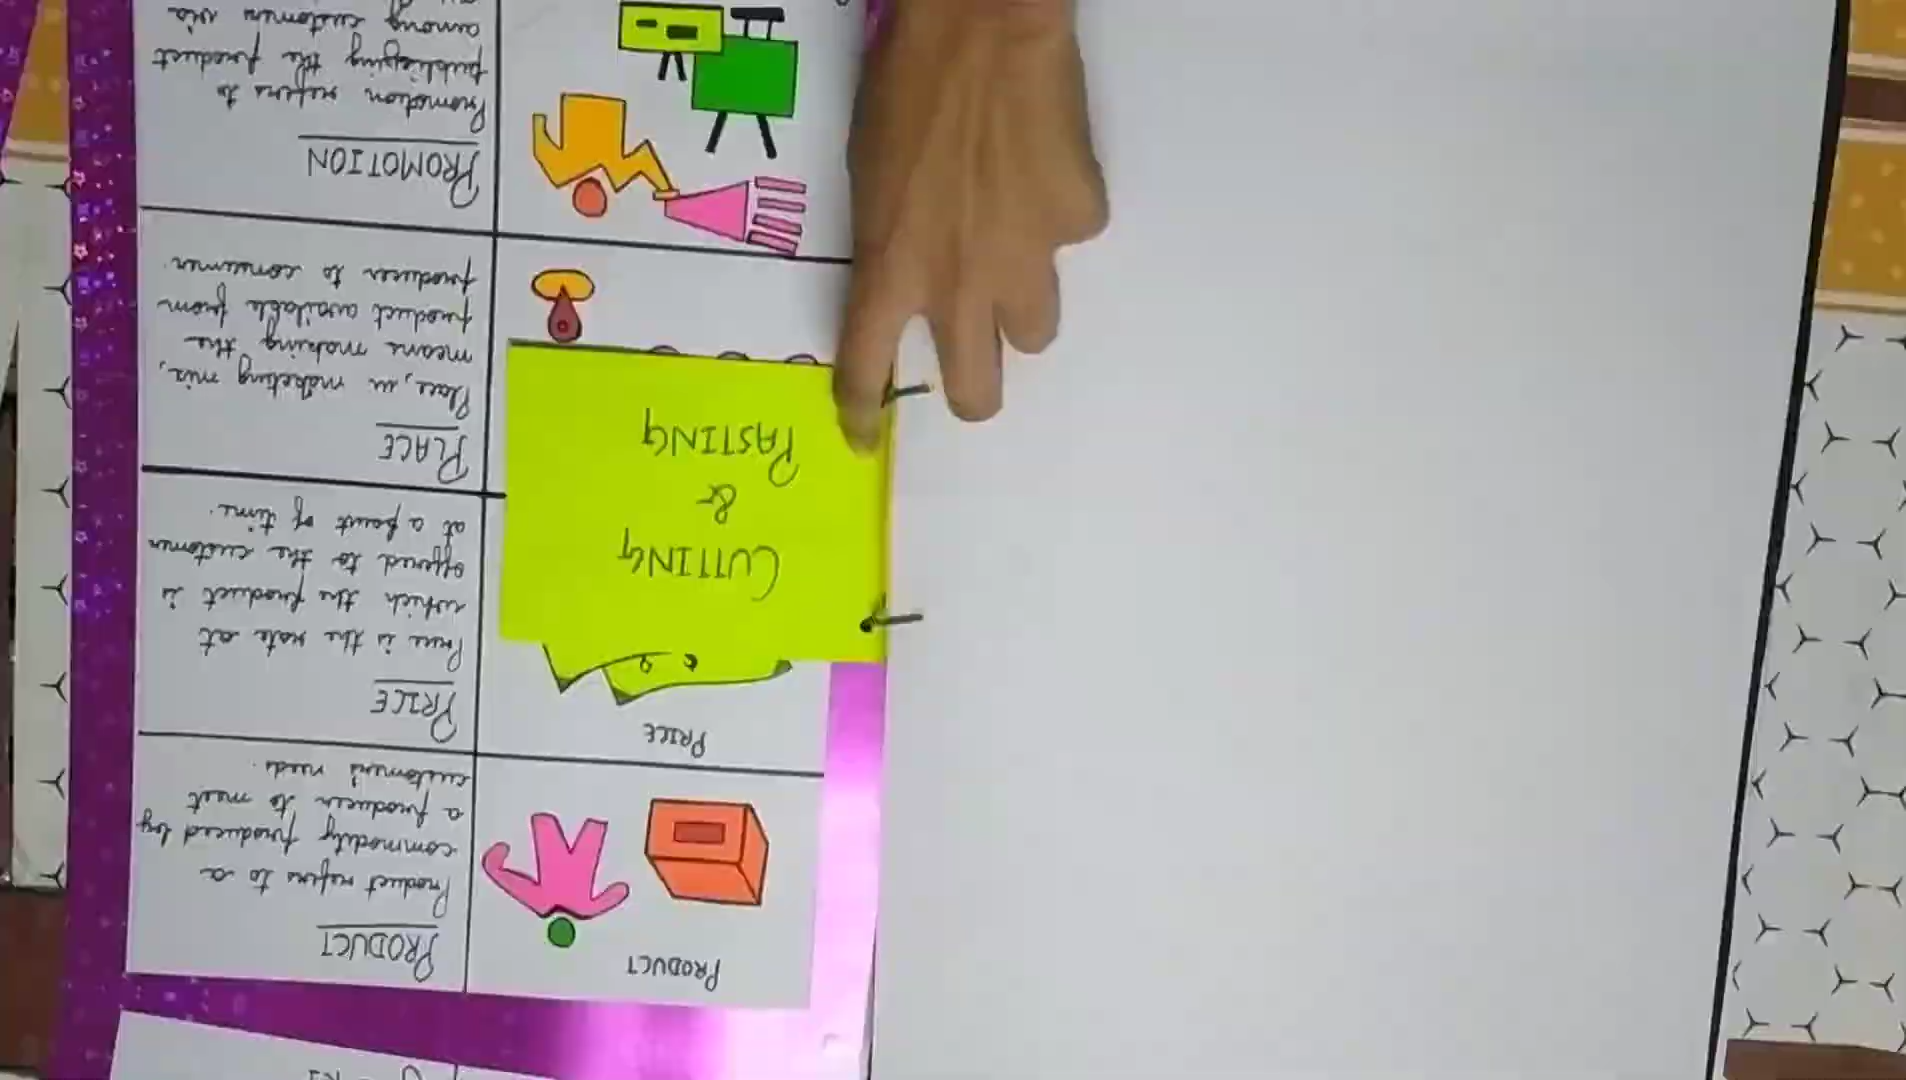 PRODUCT
PRODUCT
Product refers to a
commodity produced by
a producer to meet
customers needs.
PRICE
PRICE
Price is the rate at
which the product is
offered to the customer
at a point of time.
CUTTING
&
PASTING
PLACE
Place, in maketing mix,
means making the
product available from
producer to consumer.
PROMOTION
Promotion refers to
publicizing the product
among customers via